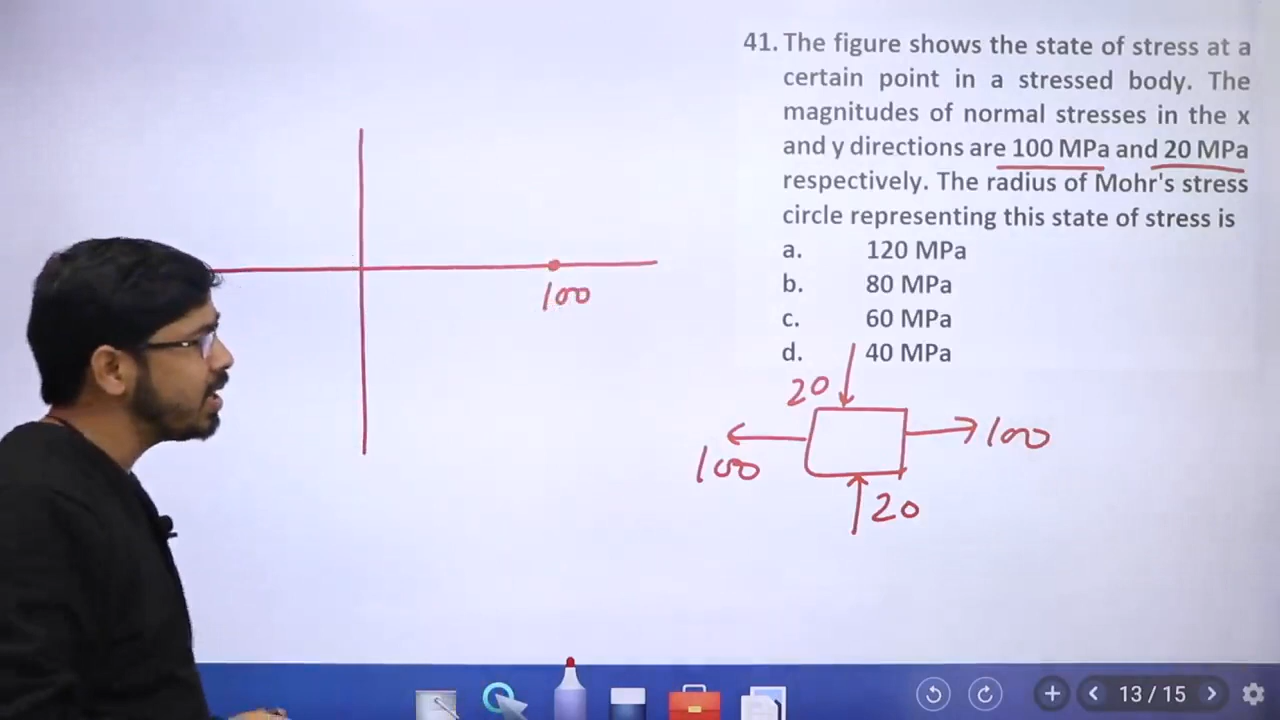 41. The figure shows the state of stress at a
certain point in a stressed body. The
magnitudes of normal stresses in the x
and y directions are 100 MPa and 20 MPa
respectively. The radius of Mohr's stress
circle representing this state of stress is
a. 120 MPa
b. 80 MPa
c. 60 MPa
d. 40 MPa
100
20
100
100
20
13 / 15